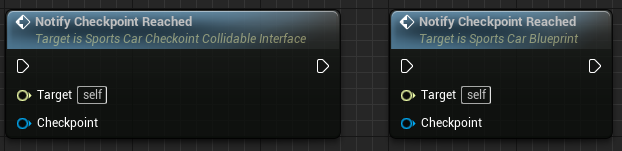 Notify Checkpoint Reached
Target is Sports Car Checkoint Collidable Interface
Target self
Checkpoint
Notify Checkpoint Reached
Target is Sports Car Blueprint
Target self
Checkpoint